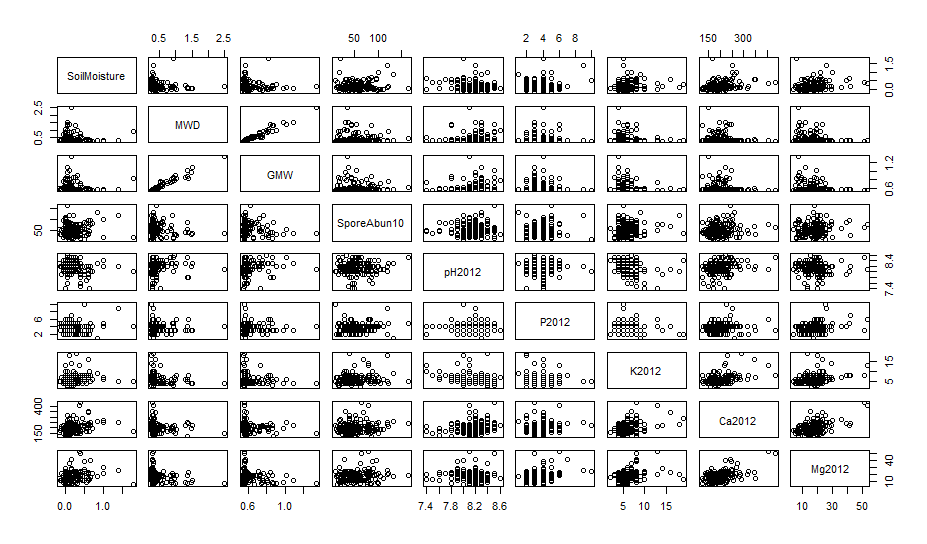 0.5 1.5 2.5 50 100 2 4 6 8 150 300
SoilMoisture 0.0 1.0 1.5
0.5 2.5 MWD
GMW 0.6 1.2
50 SporeAbun10
pH2012 7.4 8.4
2 6 P2012
K2012 5 15
150 400 Ca2012
Mg2012 10 40
0.0 1.0 0.6 1.0 7.4 7.8 8.2 8.6 5 10 15 10 30 50